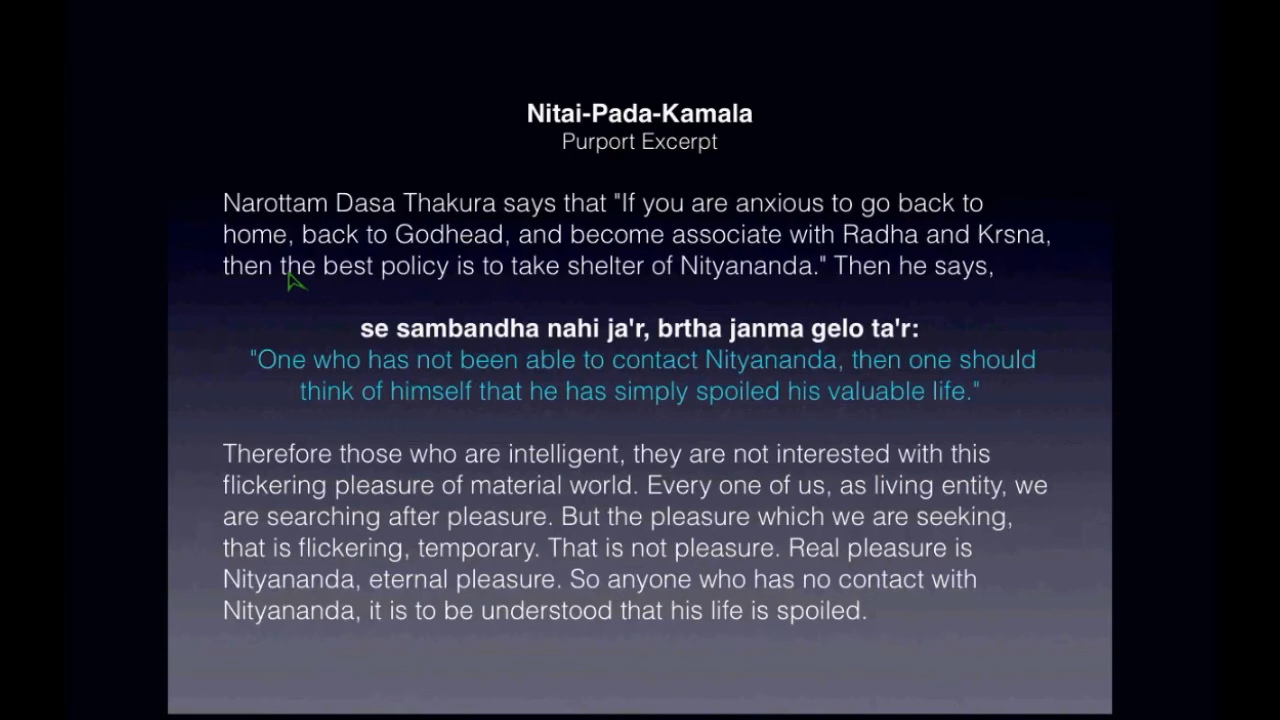 Nitai-Pada-Kamala
Purport Excerpt
Narottam Dasa Thakura says that "If you are anxious to go back to
home, back to Godhead, and become associate with Radha and Krsna,
then the best policy is to take shelter of Nityananda." Then he says,
se sambandha nahi ja'r, brtha janma gelo ta'r:
"One who has not been able to contact Nityananda, then one should
think of himself that he has simply spoiled his valuable life."
Therefore those who are intelligent, they are not interested with this
flickering pleasure of material world. Every one of us, as living entity, we
are searching after pleasure. But the pleasure which we are seeking,
that is flickering, temporary. That is not pleasure. Real pleasure is
Nityananda, eternal pleasure. So anyone who has no contact with
Nityananda, it is to be understood that his life is spoiled.